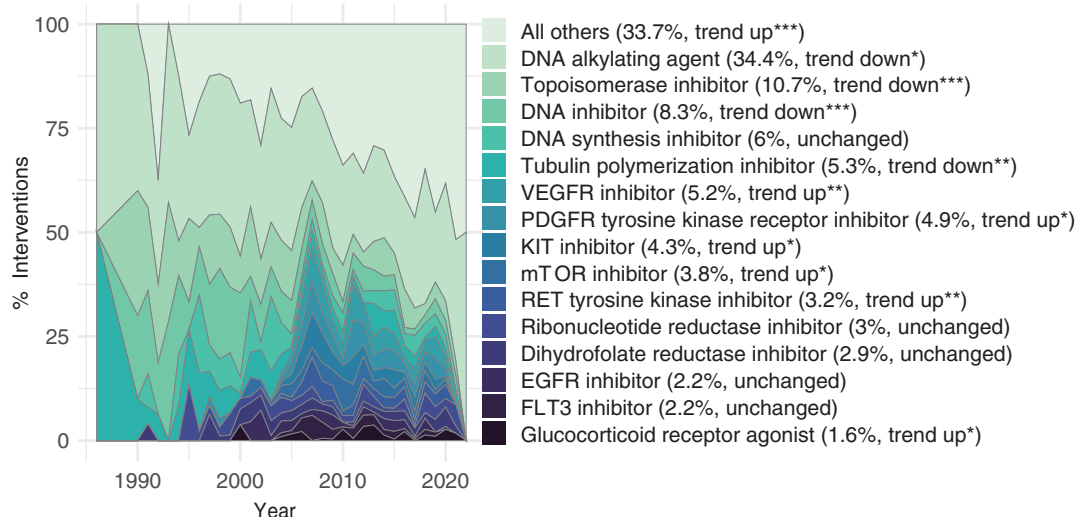 100
75
50
25
0
% Interventions
1990
2000
2010
2020
Year
All others (33.7%, trend up***)
DNA alkylating agent (34.4%, trend down*)
Topoisomerase inhibitor (10.7%, trend down***)
DNA inhibitor (8.3%, trend down***)
DNA synthesis inhibitor (6%, unchanged)
Tubulin polymerization inhibitor (5.3%, trend down**)
VEGFR inhibitor (5.2%, trend up**)
PDGFR tyrosine kinase receptor inhibitor (4.9%, trend up*)
KIT inhibitor (4.3%, trend up*)
mTOR inhibitor (3.8%, trend up*)
RET tyrosine kinase inhibitor (3.2%, trend up**)
Ribonucleotide reductase inhibitor (3%, unchanged)
Dihydrofolate reductase inhibitor (2.9%, unchanged)
EGFR inhibitor (2.2%, unchanged)
FLT3 inhibitor (2.2%, unchanged)
Glucocorticoid receptor agonist (1.6%, trend up*)